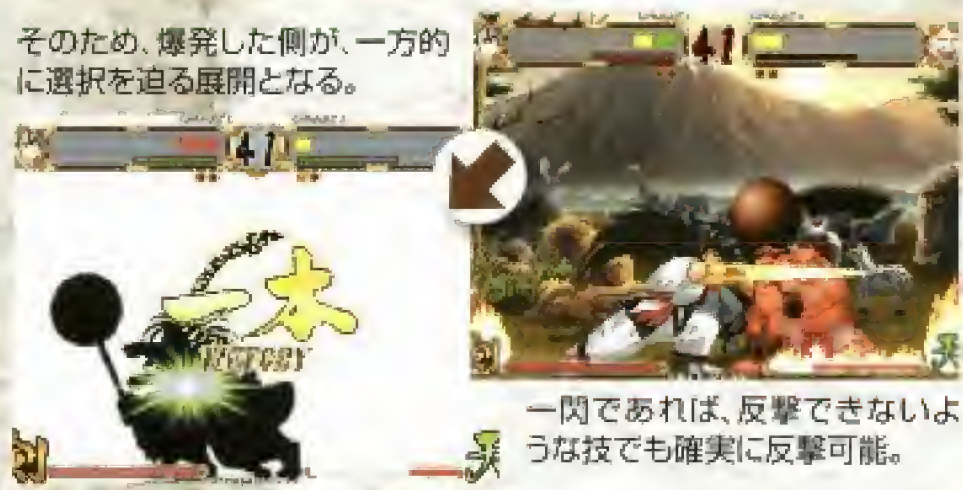 そのため、爆発した側が、一方的
に選択を迫る展開となる。
41
41
一本
VICTORY
天
天
一閃であれば、反撃できないよ
うな技でも確実に反撃可能。